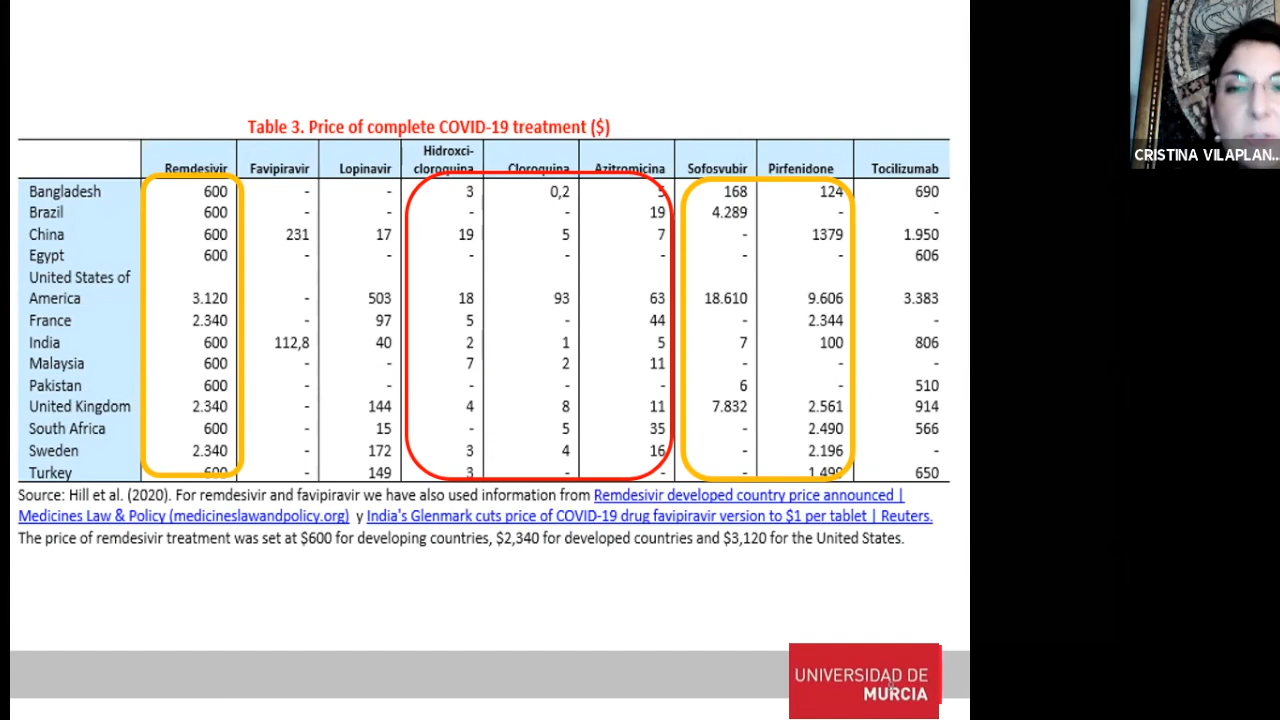 Table 3. Price of complete COVID-19 treatment ($)
Remdesivir Favipiravir Lopinavir Hidroxci-cloroquina Cloroquina Azitromicina Sofosvubir Pirfenidone Tocilizumab
Bangladesh 600 - - 3 0,2 5 168 124 690
Brazil 600 - - - - 19 4.289 - -
China 600 231 17 19 5 7 - 1379 1.950
Egypt 600 - - - - - - - 606
United States of
America 3.120 - 503 18 93 63 18.610 9.606 3.383
France 2.340 - 97 5 - 44 - 2.344 -
India 600 112,8 40 2 1 5 7 100 806
Malaysia 600 - - 7 2 11 - - -
Pakistan 600 - - - - - 6 - 510
United Kingdom 2.340 - 144 4 8 11 7.832 2.561 914
South Africa 600 - 15 - 5 35 - 2.490 566
Sweden 2.340 - 172 3 4 16 - 2.196 -
Turkey 600 - 149 3 - - - 1.499 650
Source: Hill et al. (2020). For remdesivir and favipiravir we have also used information from Remdesivir developed country price announced |
Medicines Law & Policy (medicineslawandpolicy.org) y India's Glenmark cuts price of COVID-19 drug favipiravir version to $1 per tablet | Reuters.
The price of remdesivir treatment was set at $600 for developing countries, $2,340 for developed countries and $3,120 for the United States.
CRISTINA VILAPLAN...
UNIVERSIDAD DE
MURCIA